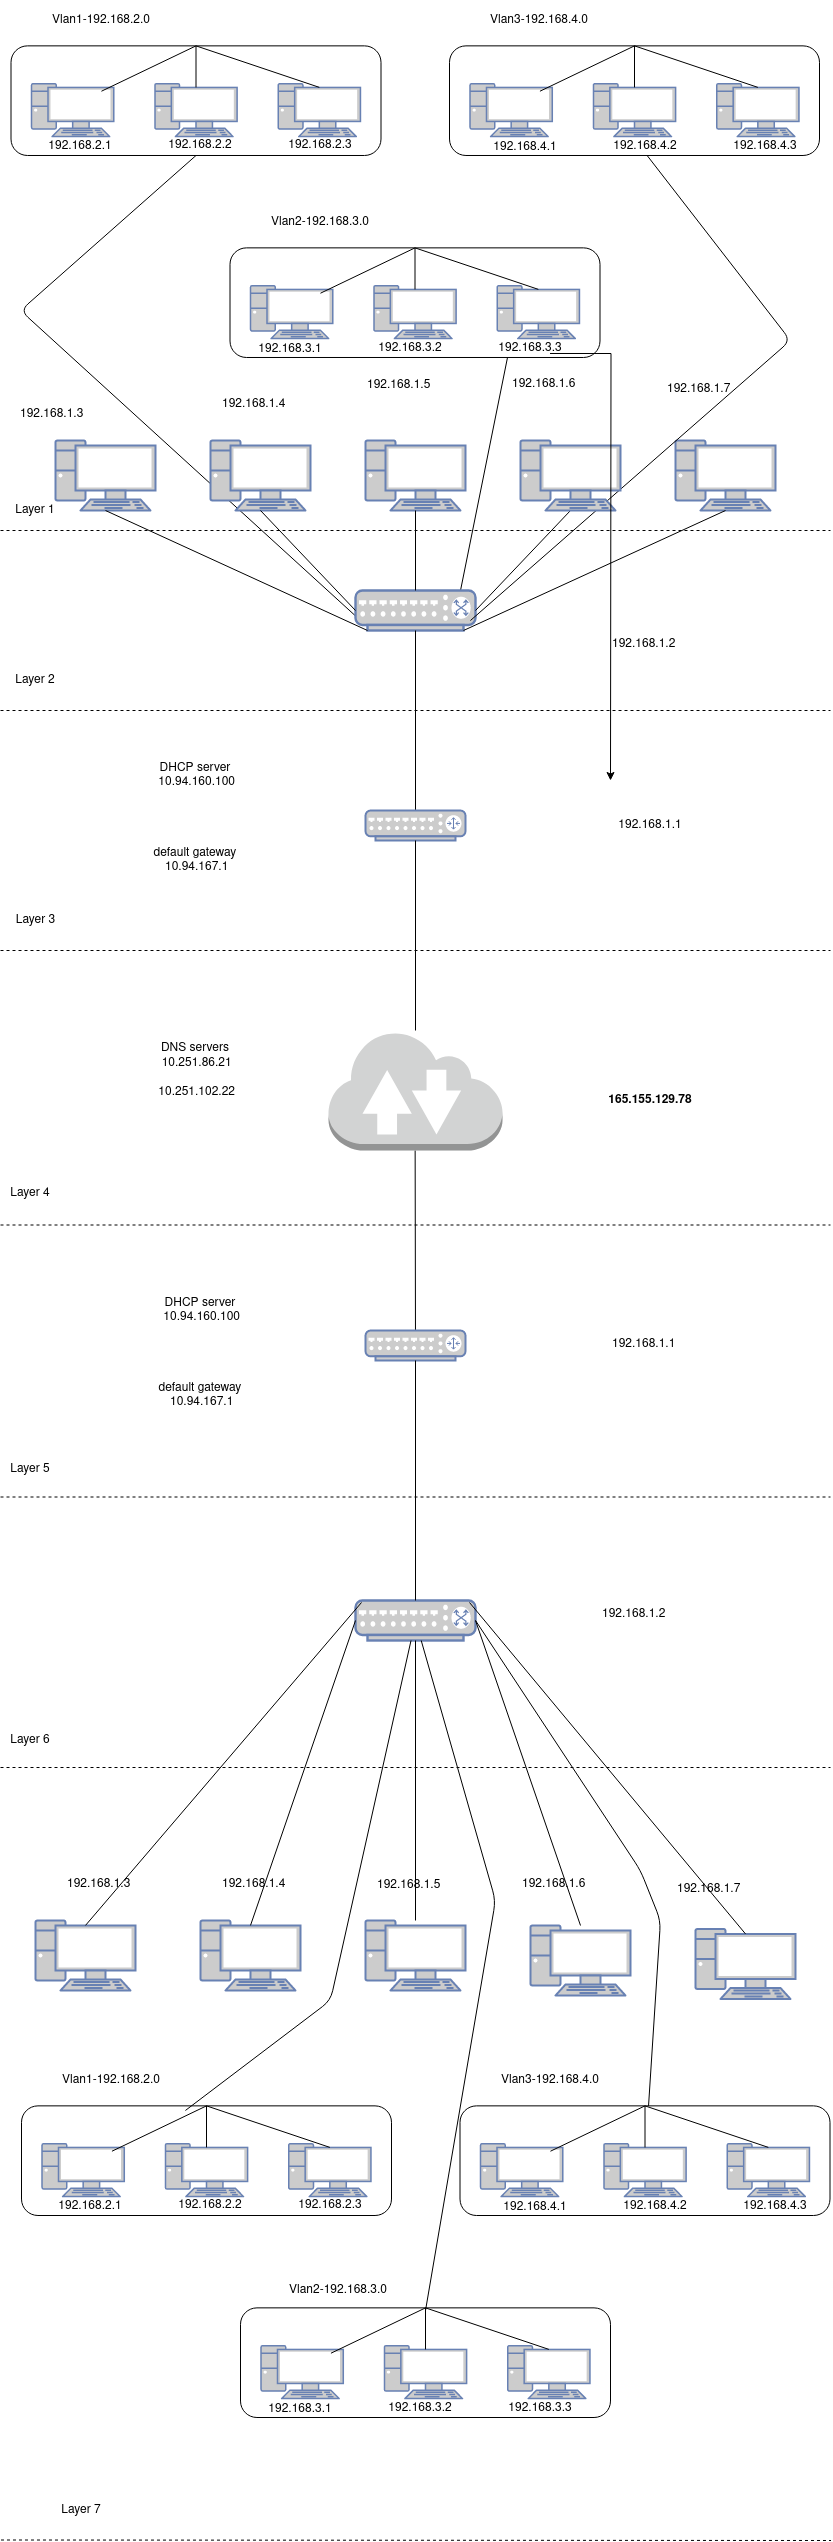 Vlan1-192.168.2.0
Vlan3-192.168.4.0
192.168.2.1
192.168.2.2
192.168.2.3
192.168.4.1
192.168.4.2
192.168.4.3
Vlan2-192.168.3.0
192.168.3.1
192.168.3.2
192.168.3.3
192.168.1.3
192.168.1.4
192.168.1.5
192.168.1.6
192.168.1.7
Layer 1
192.168.1.2
Layer 2
DHCP server
10.94.160.100
192.168.1.1
default gateway
10.94.167.1
Layer 3
DNS servers
10.251.86.21
10.251.102.22
165.155.129.78
Layer 4
DHCP server
10.94.160.100
192.168.1.1
default gateway
10.94.167.1
Layer 5
192.168.1.2
Layer 6
192.168.1.3
192.168.1.4
192.168.1.5
192.168.1.6
192.168.1.7
Vlan1-192.168.2.0
Vlan3-192.168.4.0
192.168.2.1
192.168.2.2
192.168.2.3
192.168.4.1
192.168.4.2
192.168.4.3
Vlan2-192.168.3.0
192.168.3.1
192.168.3.2
192.168.3.3
Layer 7